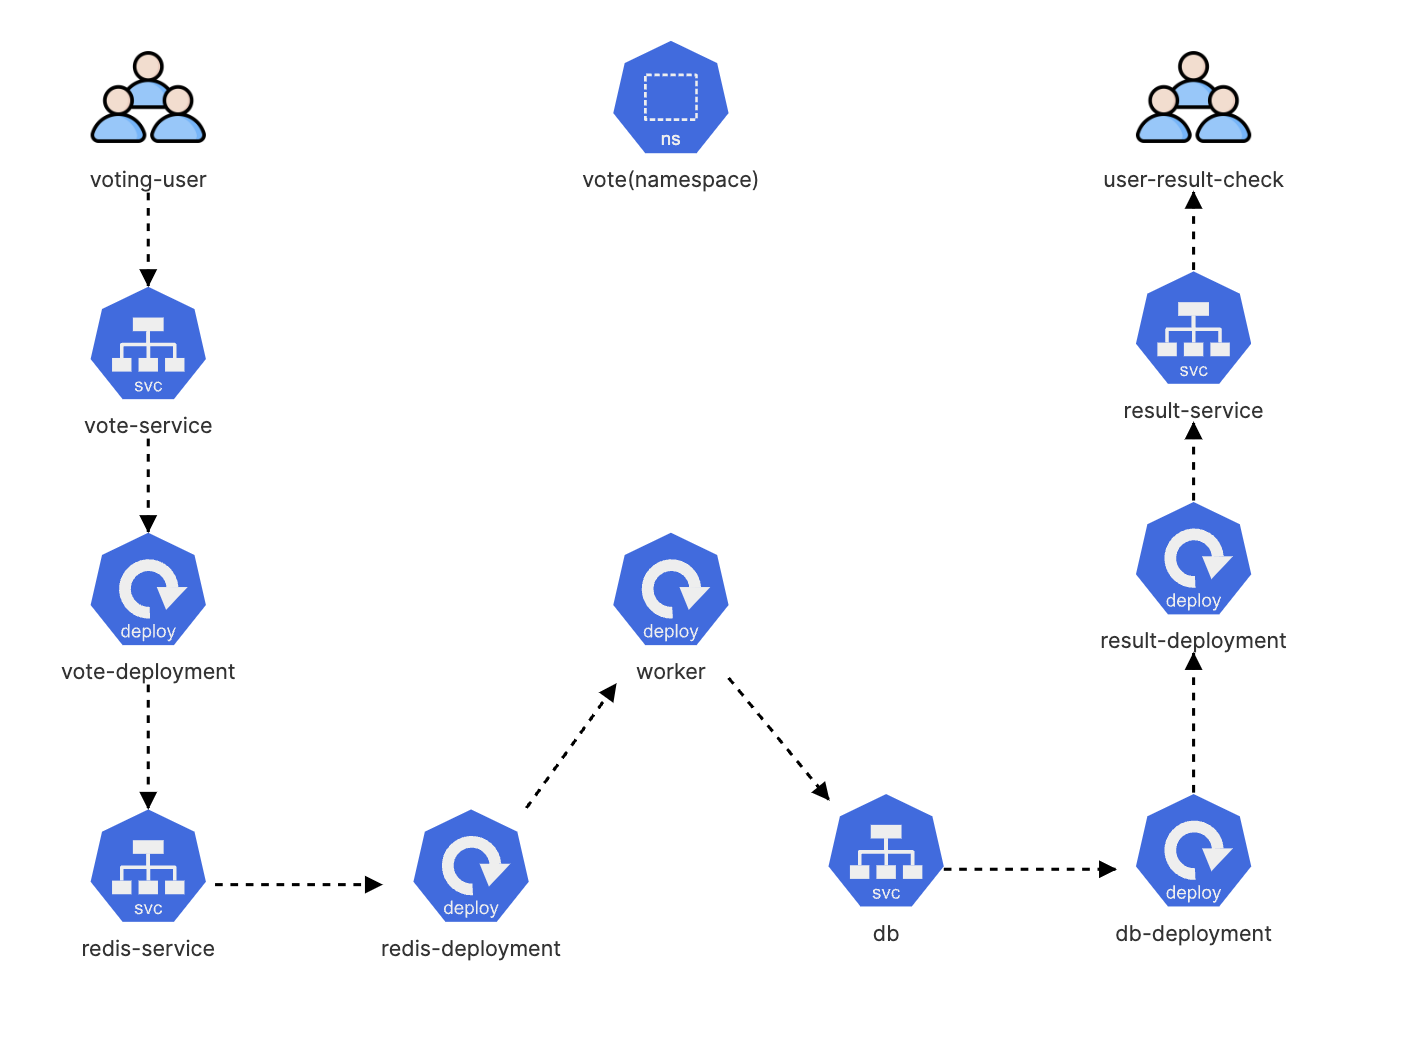 voting-user
ns
vote(namespace)
user-result-check
svc
vote-service
svc
result-service
deploy
vote-deployment
deploy
worker
deploy
result-deployment
svc
redis-service
deploy
redis-deployment
svc
db
deploy
db-deployment